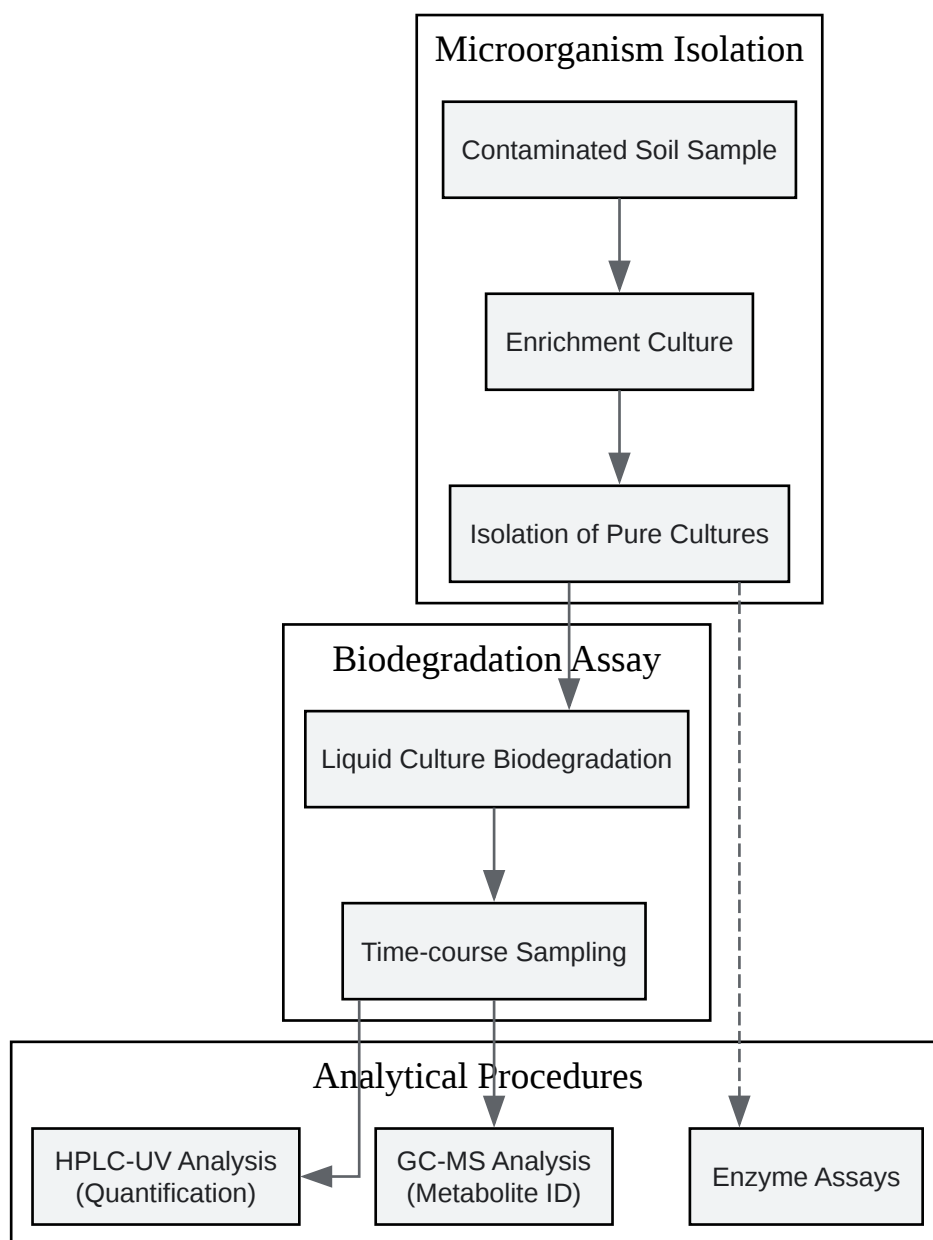 Microorganism Isolation
Contaminated Soil Sample
Enrichment Culture
Isolation of Pure Cultures
Biodegradation Assay
Liquid Culture Biodegradation
Time-course Sampling
Analytical Procedures
HPLC-UV Analysis
(Quantification)
GC-MS Analysis
(Metabolite ID)
Enzyme Assays